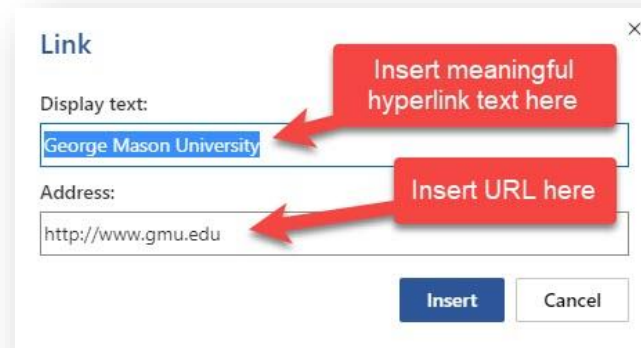 Link
Insert meaningful
hyperlink text here
Display text:
George Mason University
Address:
Insert URL here
http://www.gmu.edu
Insert
Cancel